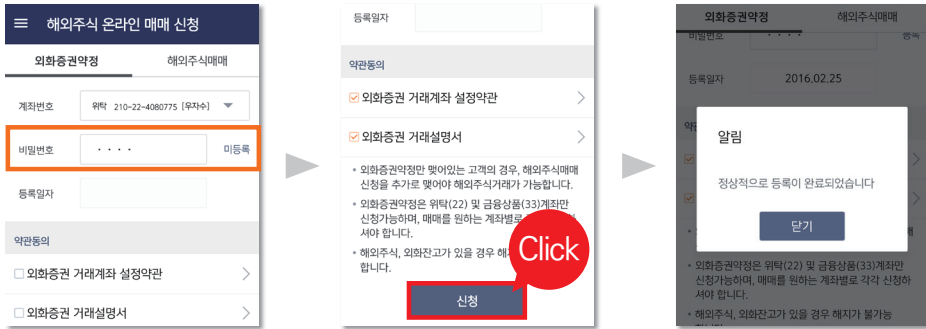 해외주식 온라인 매매 신청
외화증권약정 해외주식매매
계좌번호 위탁 210-22-4080775 [우자수]
비밀번호 ···· 미등록
등록일자
약관동의
외화증권 거래계좌 설정약관
외화증권 거래설명서
등록일자
약관동의
외화증권 거래계좌 설정약관
외화증권 거래설명서
• 외화증권약정만 맺어있는 고객의 경우, 해외주식매매
신청을 추가로 맺어야 해외주식거래가 가능합니다.
• 외화증권약정은 위탁(22) 및 금융상품(33)계좌만
신청가능하며, 매매를 원하는 계좌별로
셔야 합니다.
• 해외주식, 외화잔고가 있을 경우
합니다.
Click
신청
외화증권약정 해외주식매매
비밀번호 ···· 등록
등록일자 2016.02.25
알림
정상적으로 등록이 완료되었습니다
닫기
• 외화증권약정은 위탁(22) 및 금융상품(33)계좌만
신청가능하며, 매매를 원하는 계좌별로 각각 신청하
셔야 합니다.
• 해외주식, 외화잔고가 있을 경우 해지가 불가능